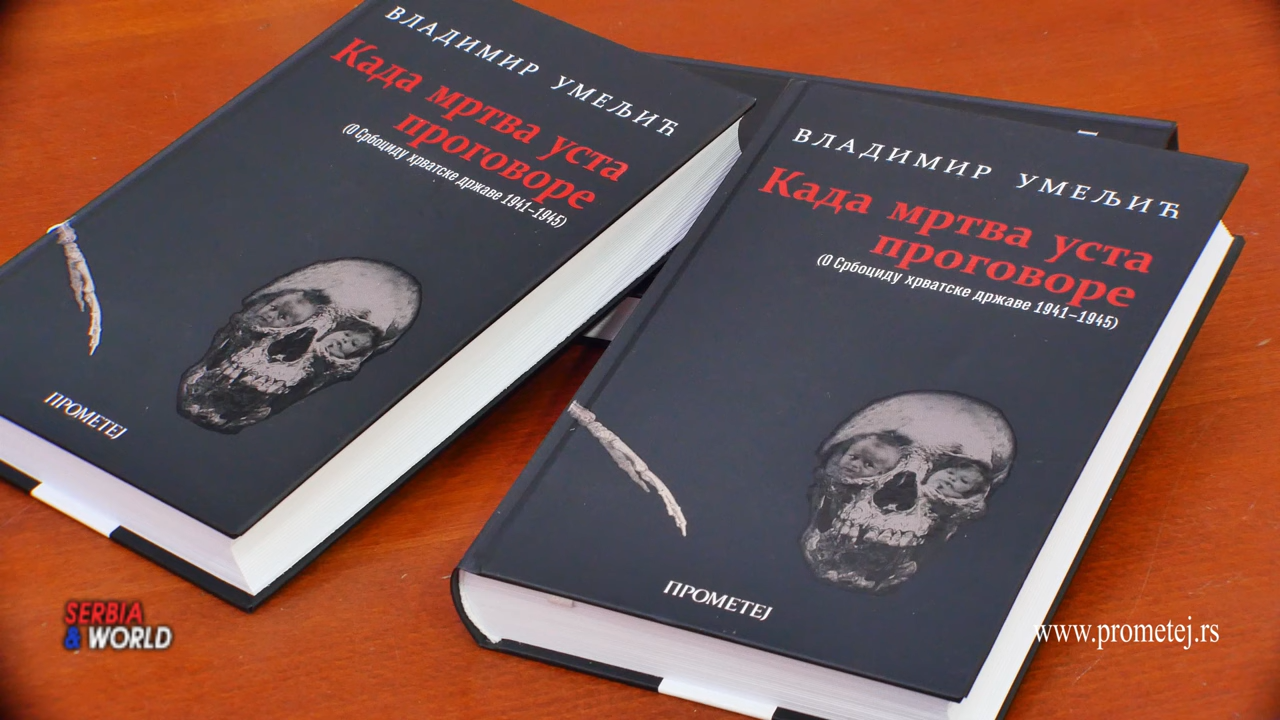 ВЛАДИМИР УМЕЉИЋ
Када мртва уста
проговоре
(О Србоциду хрватске државе 1941–1945)
ПРОМЕТЕЈ
ВЛАДИМИР УМЕЉИЋ
Када мртва уста
проговоре
(О Србоциду хрватске државе 1941–1945)
ПРОМЕТЕЈ
SERBIA
& WORLD
www.prometej.rs